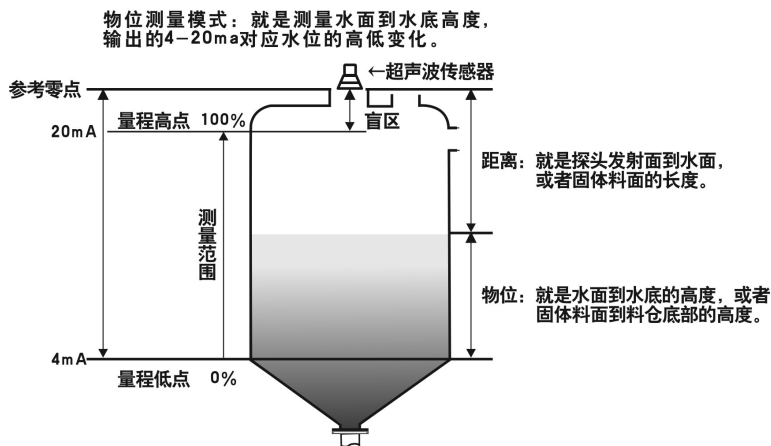 物位测量模式：就是测量水面到水底高度，
输出的4-20ma对应水位的高低变化。
←超声波传感器
参考零点
量程高点 100%
盲区
20mA
距离：就是探头发射面到水面，
或者固体料面的长度。
测量范围
物位：就是水面到水底的高度，或者
固体料面到料仓底部的高度。
4mA
量程低点 0%